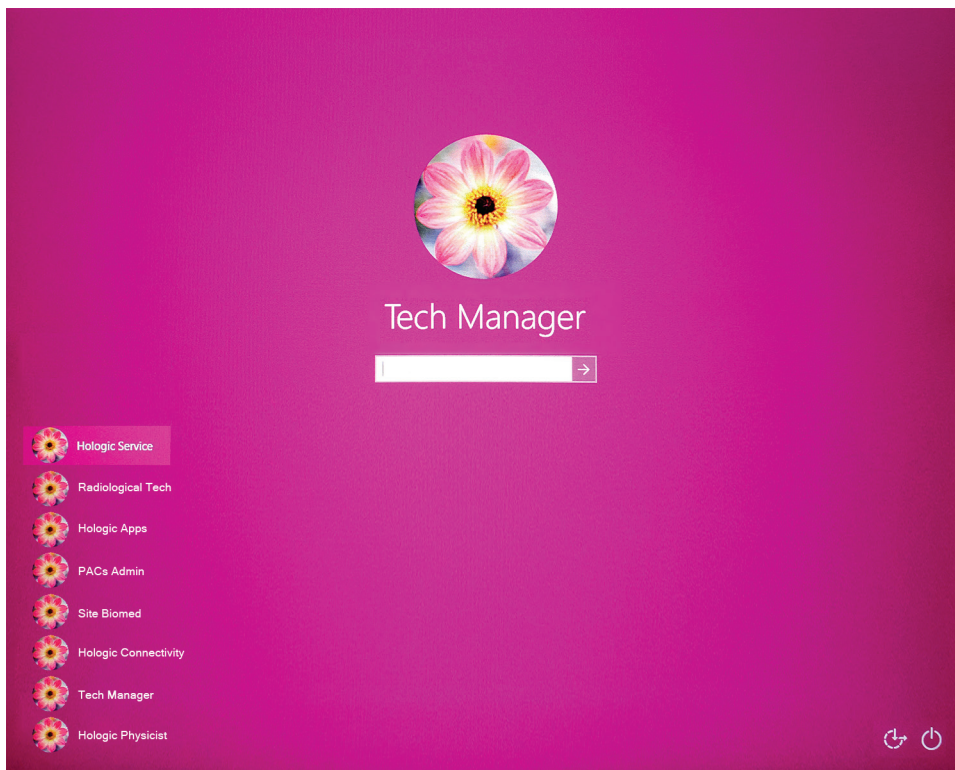 Tech Manager
Hologic Service
Radiological Tech
Hologic Apps
PACs Admin
Site Biomed
Hologic Connectivity
Tech Manager
Hologic Physicist